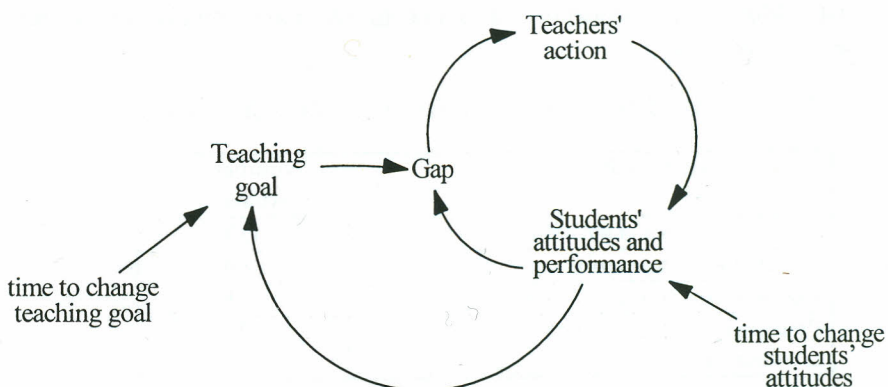 Teachers'
action
Teaching
goal
Gap
Students'
attitudes and
performance
time to change
teaching goal
time to change
students'
attitudes